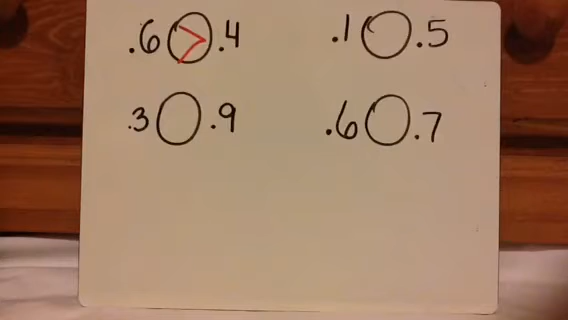 .6 > .4 .1 ◯ .5
.3 ◯ .9 .6 ◯ .7